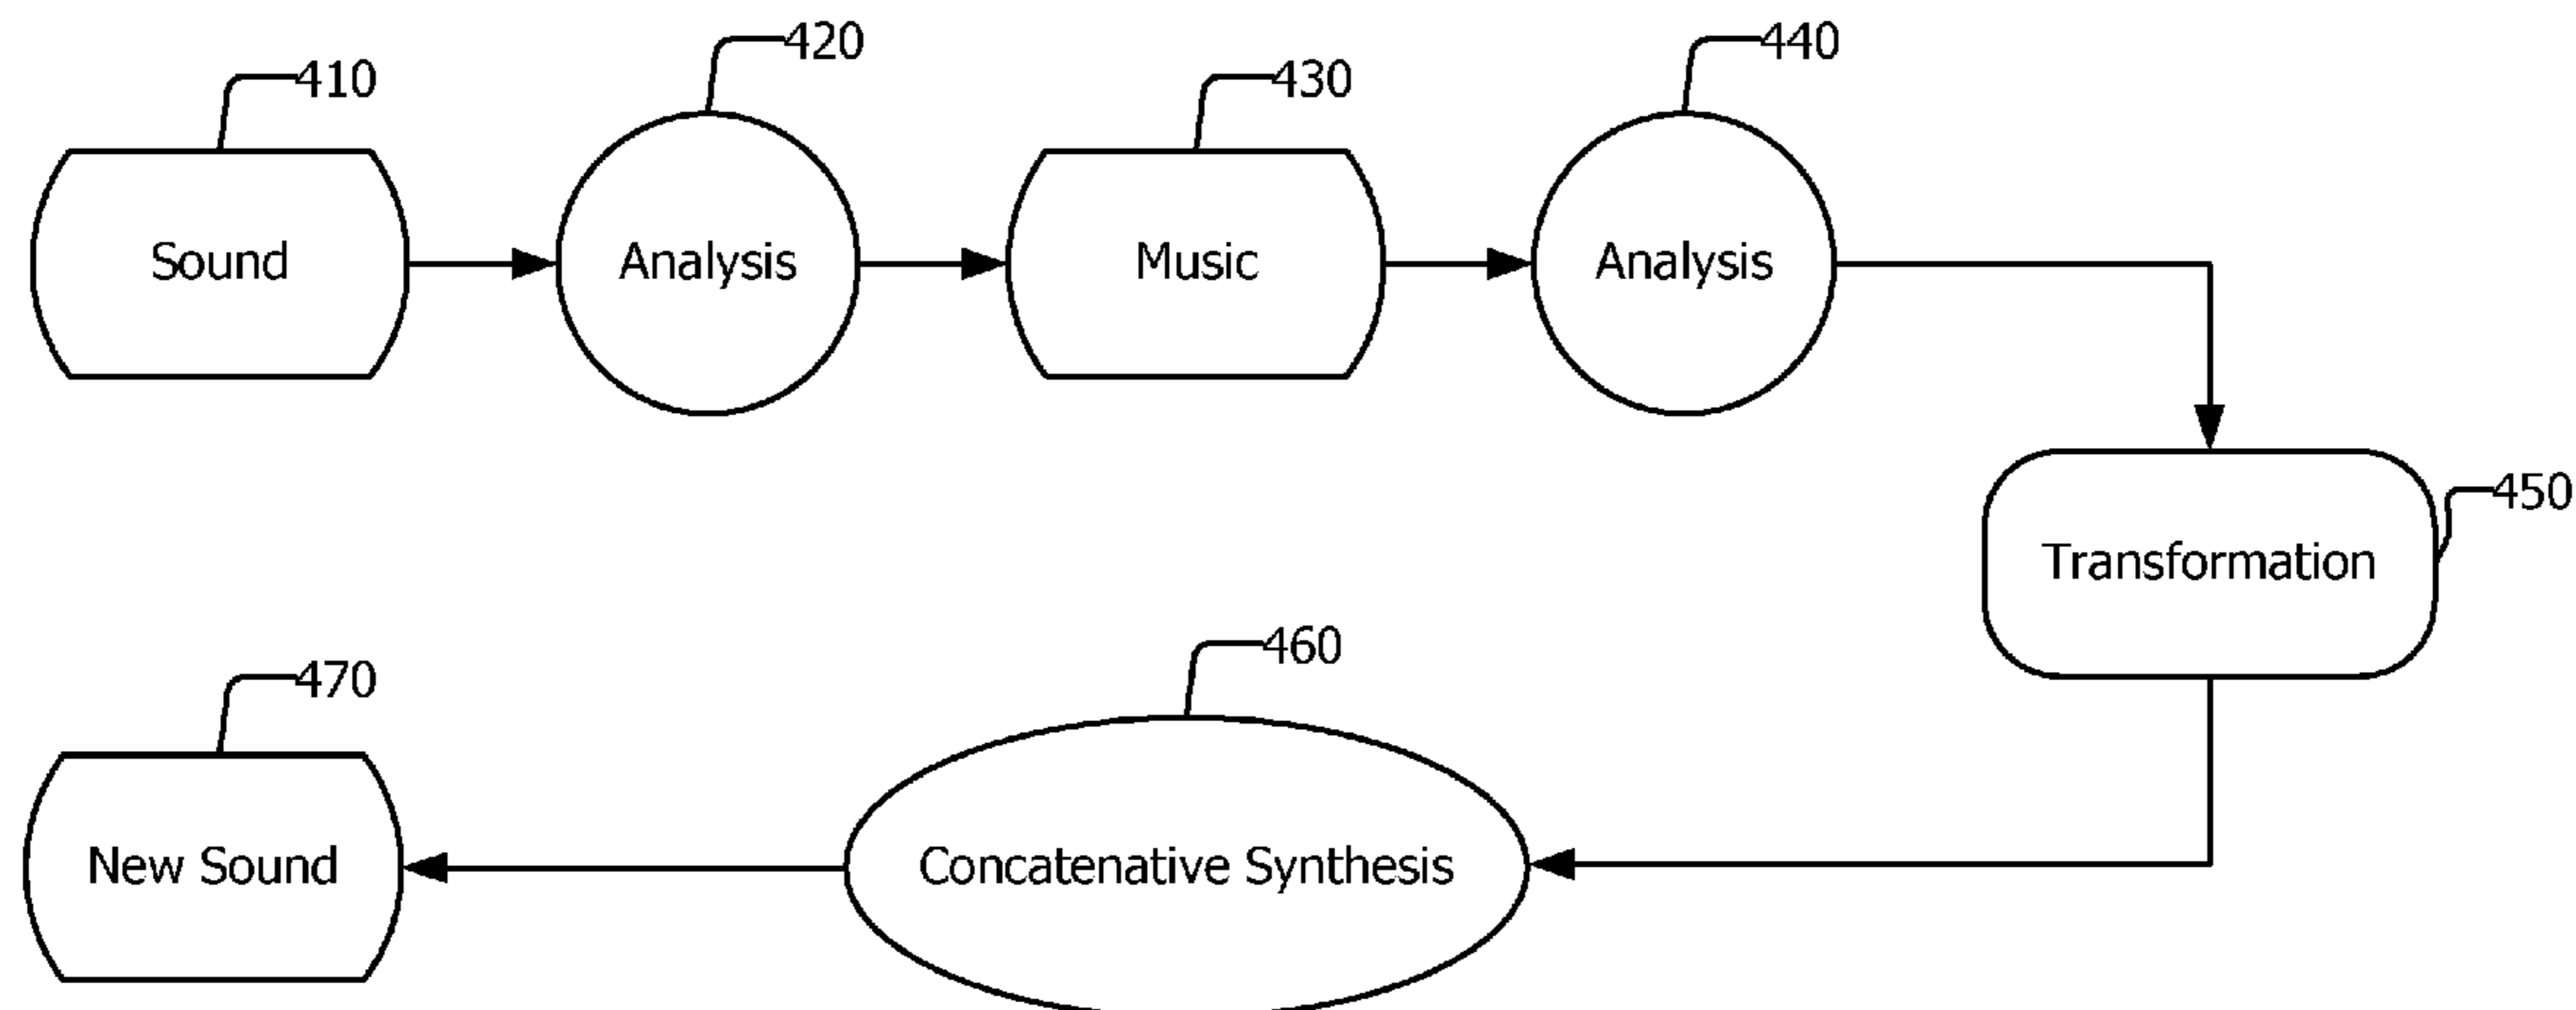 420
440
410
430
Sound
Analysis
Music
Analysis
450
Transformation
460
470
New Sound
Concatenative Synthesis